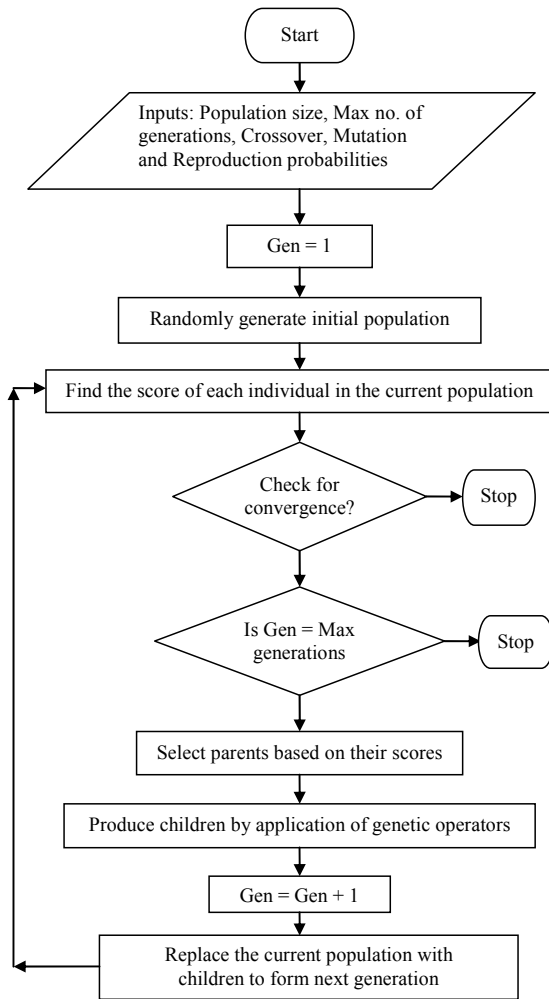 Start
Inputs: Population size, Max no. of
generations, Crossover, Mutation
and Reproduction probabilities
Gen = 1
Randomly generate initial population
Find the score of each individual in the current population
Check for
convergence?
Stop
Is Gen = Max
generations
Stop
Select parents based on their scores
Produce children by application of genetic operators
Gen = Gen + 1
Replace the current population with
children to form next generation